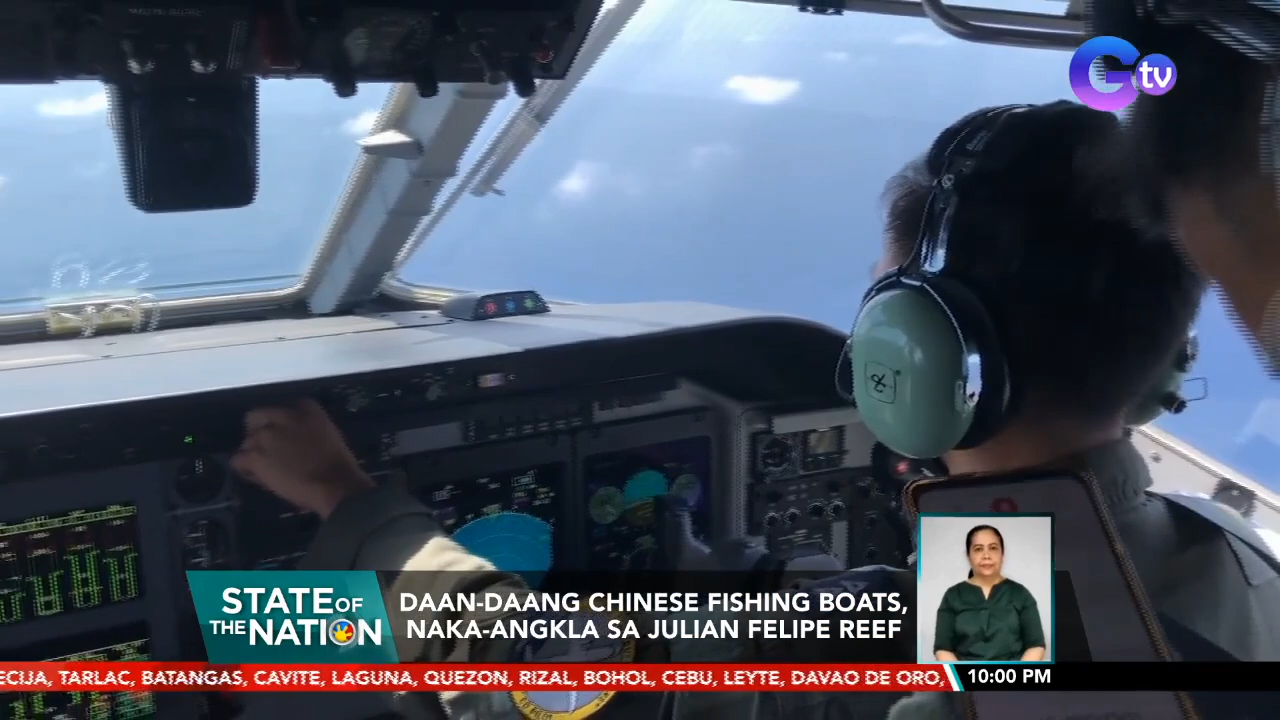 G tv
STATE OF
THE NATION
DAAN-DAANG CHINESE FISHING BOATS,
NAKA-ANGKLA SA JULIAN FELIPE REEF
ECIJA, TARLAC, BATANGAS, CAVITE, LAGUNA, QUEZON, RIZAL, BOHOL, CEBU, LEYTE, DAVAO DE ORO,
10:00 PM